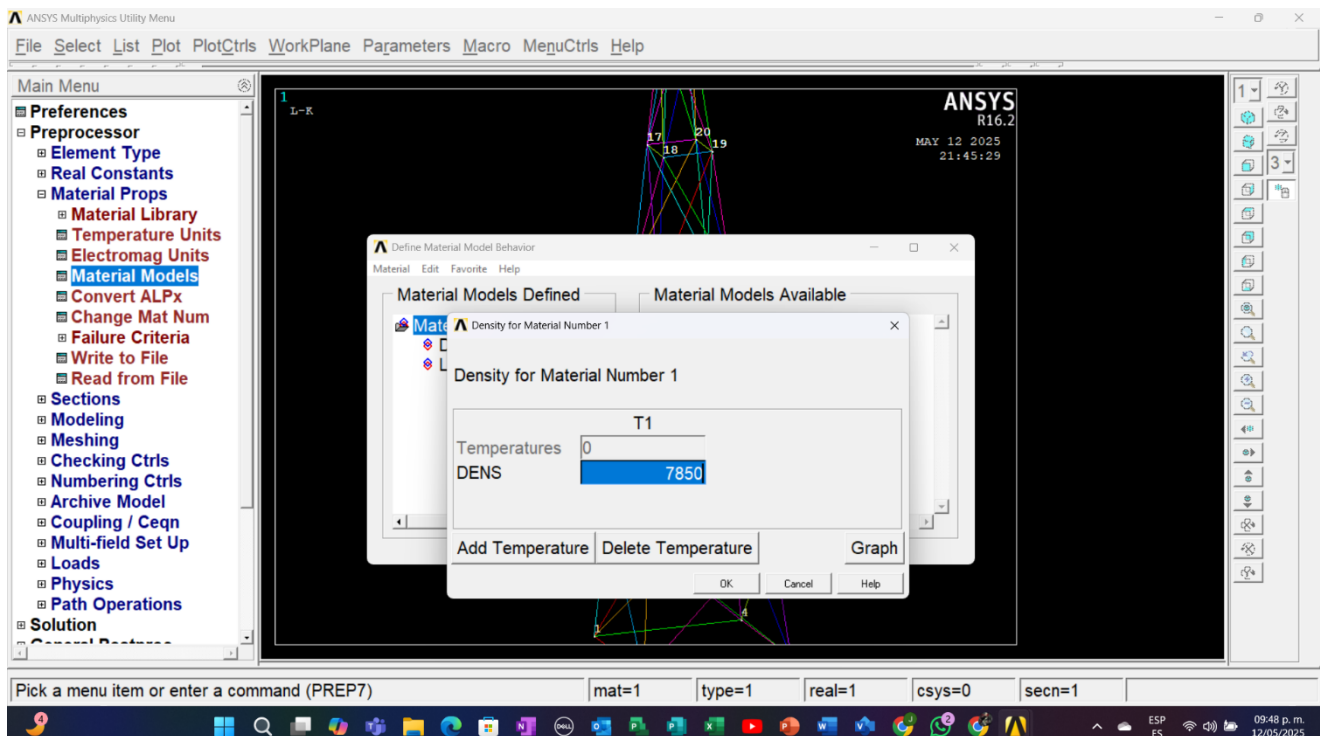 ANSYS Multiphysics Utility Menu
File Select List Plot PlotCtrls WorkPlane Parameters Macro MenuCtrls Help
Main Menu
Preferences
Preprocessor
Element Type
Real Constants
Material Props
Material Library
Temperature Units
Electromag Units
Material Models
Convert ALPx
Change Mat Num
Failure Criteria
Write to File
Read from File
Sections
Modeling
Meshing
Checking Ctrls
Numbering Ctrls
Archive Model
Coupling / Ceqn
Multi-field Set Up
Loads
Physics
Path Operations
Solution
1
L-K
ANSYS
R16.2
MAY 12 2025
21:45:29
17
20
18
19
Define Material Model Behavior
Material Edit Favorite Help
Material Models Defined
Material Models Available
Mate
D
L
Density for Material Number 1
Density for Material Number 1
T1
Temperatures 0
DENS 7850
Add Temperature Delete Temperature Graph
OK Cancel Help
1
4
1
3
Pick a menu item or enter a command (PREP7) mat=1 type=1 real=1 csys=0 secn=1
4
DELL
ESP
ES
09:48 p. m.
12/05/2025